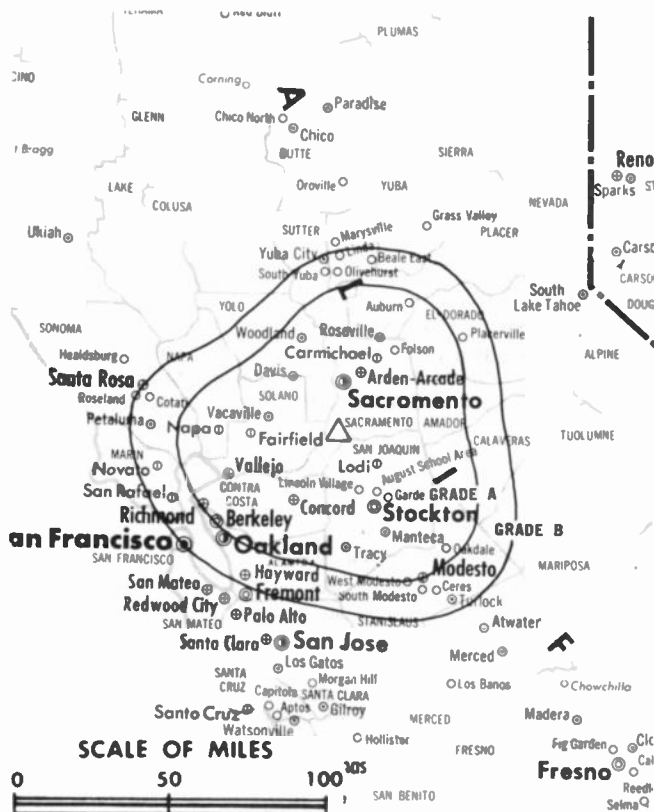 PLUMAS
Corning
Paradise
GLENN
Chico North
Chico
BUTTE
Bragg
SIERRA
Reno
LAKE
Oroville
YUBA
Sparks
COLUSA
NEVADA
Ukiah
SUTTER
Marysville
Grass Valley
PLACER
Yuba City
Linda
Beale East
South Yuba
Olivehurst
South
Lake Tahoe
YOLO
Auburn
EL DORADO
SONOMA
Woodland
Roseville
Placerville
ALPINE
Healdsburg
NAPA
Carmichael
Folson
Santa Rosa
Davis
Arden-Arcade
Roseland
Cotati
SOLANO
Sacramento
Petaluma
Vacaville
SACRAMENTO
AMADOR
Napa
Fairfield
CALAVERAS
TUOLUMNE
MARIN
SAN JOAQUIN
Novato
Vallejo
Lodi
August School Area
San Rafael
CONTRA
COSTA
Lincoln Village
Garde
GRADE A
Concord
Stockton
Richmond
Berkeley
GRADE B
an Francisco
Oakland
Manteca
SAN FRANCISCO
ALAMEDA
Tracy
Oakdale
MARIPOSA
Hayward
West Modesto
Modesto
San Mateo
Fremont
South Modesto
Ceres
Redwood City
Turlock
SAN MATEO
Palo Alto
STANISLAUS
Atwater
Santa Clara
San Jose
Merced
Los Gatos
SANTA
CRUZ
Morgan Hill
Los Banos
Chowchilla
Capitola
SANTA CLARA
Santo Cruz
Aptos
Gilroy
MERCED
Madera
Watsonville
Hollister
FRESNO
Fig Garden
SCALE OF MILES
Fresno
0 50 100
SAN BENITO
Selma